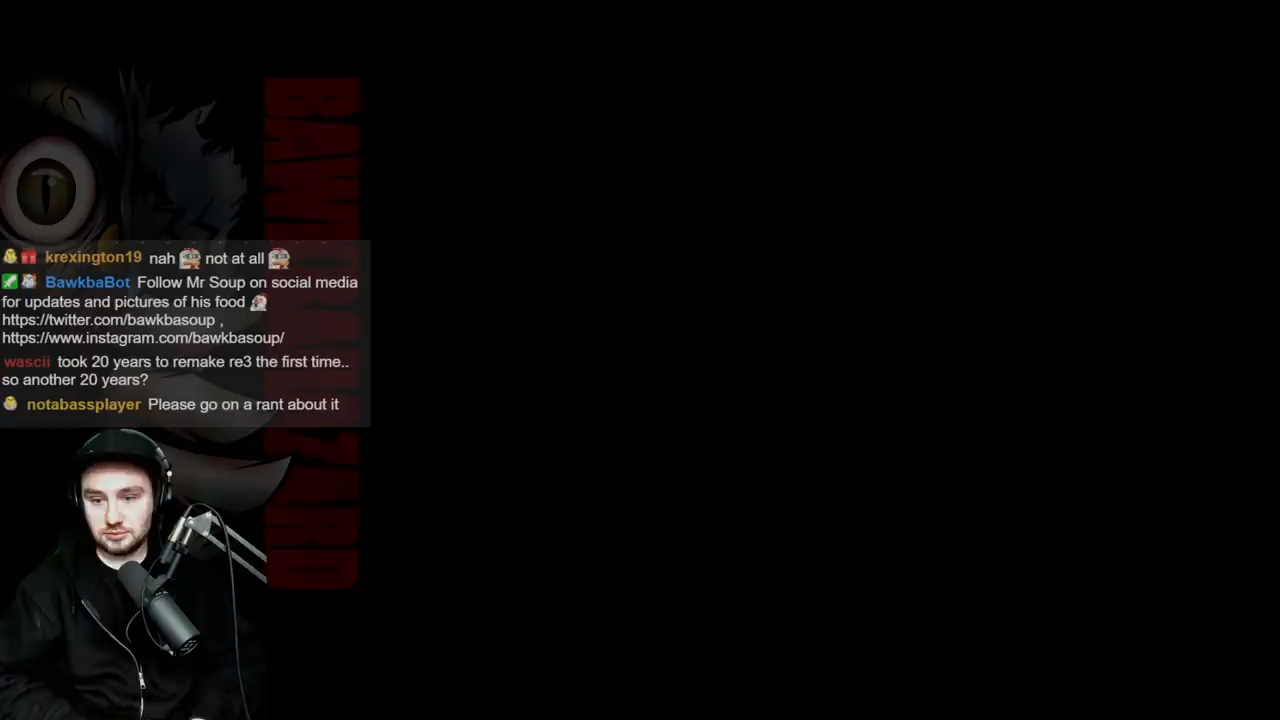 krexington19 nah not at all
BawkbaBot Follow Mr Soup on social media
for updates and pictures of his food
https://twitter.com/bawkbasoup ,
https://www.instagram.com/bawkbasoup/
wascii took 20 years to remake re3 the first time..
so another 20 years?
notabassplayer Please go on a rant about it